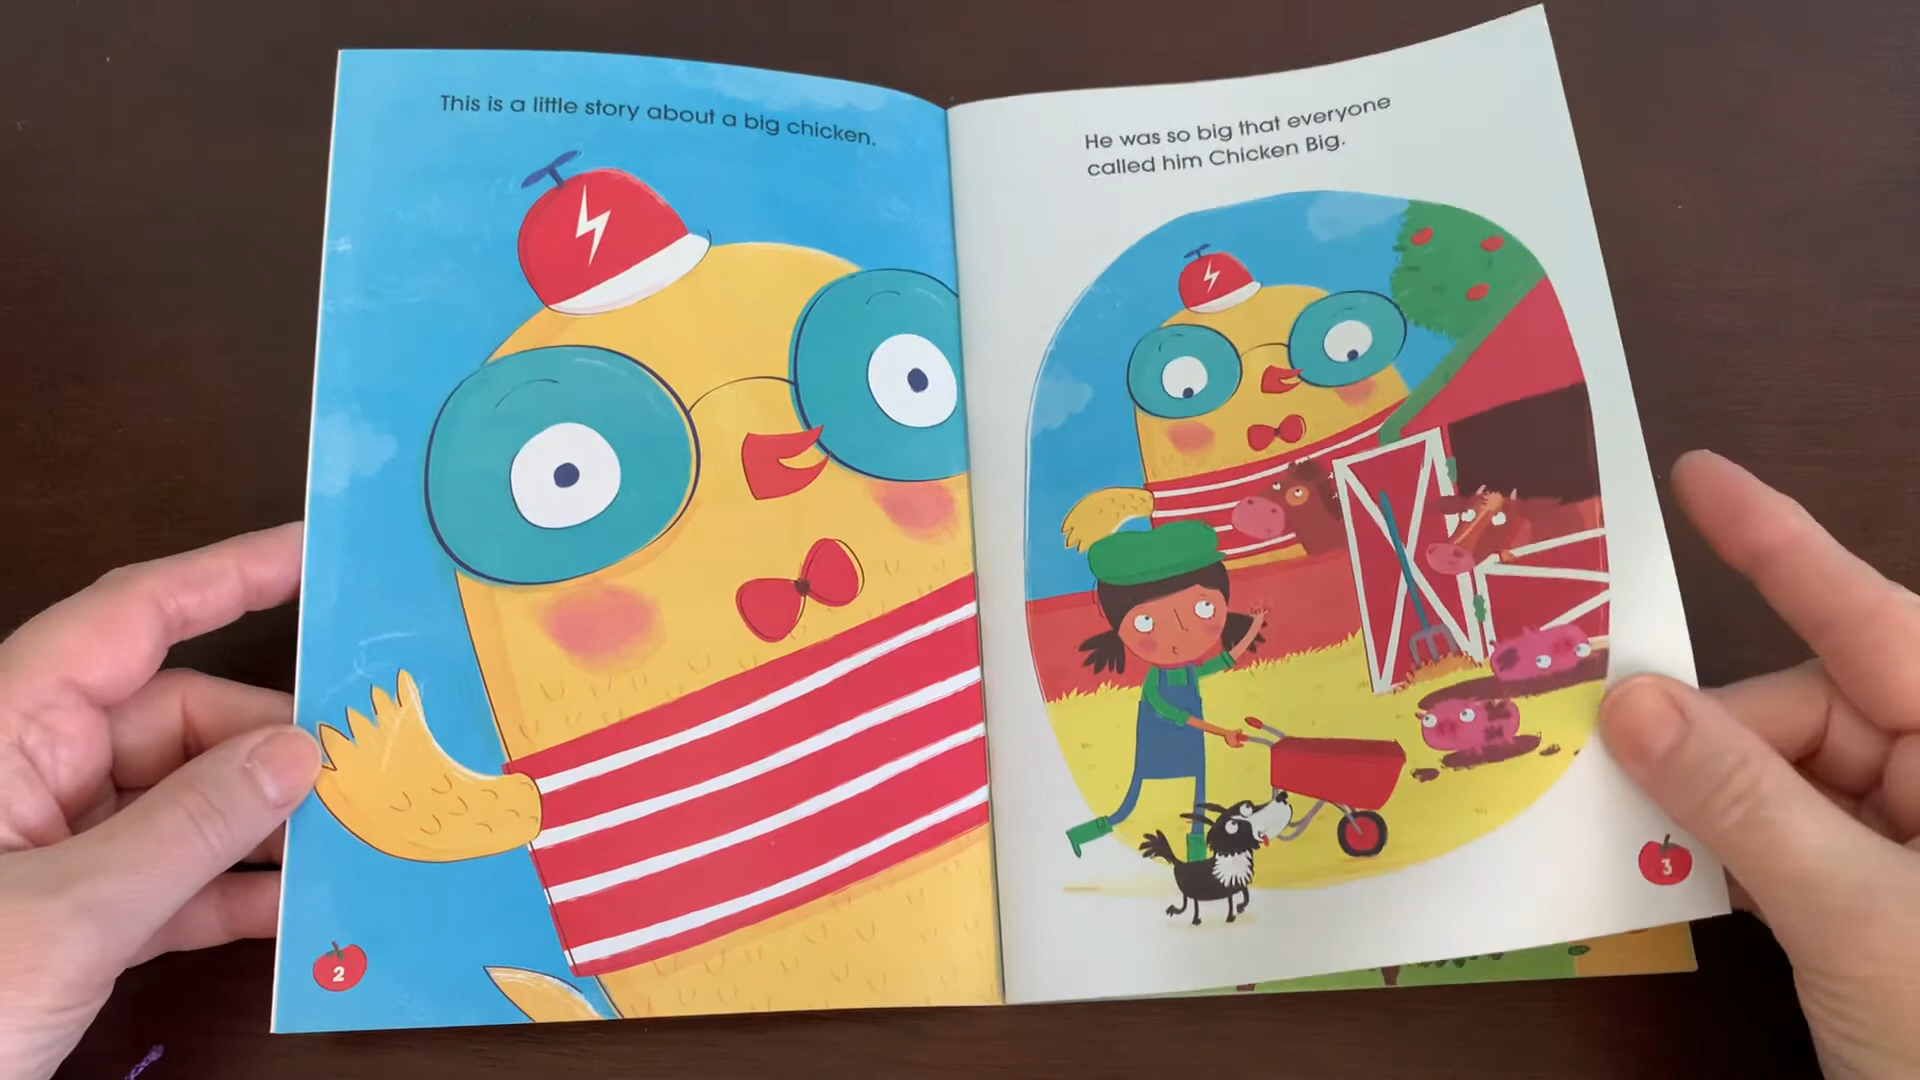 This is a little story about a big chicken.
2
He was so big that everyone
called him Chicken Big.
3